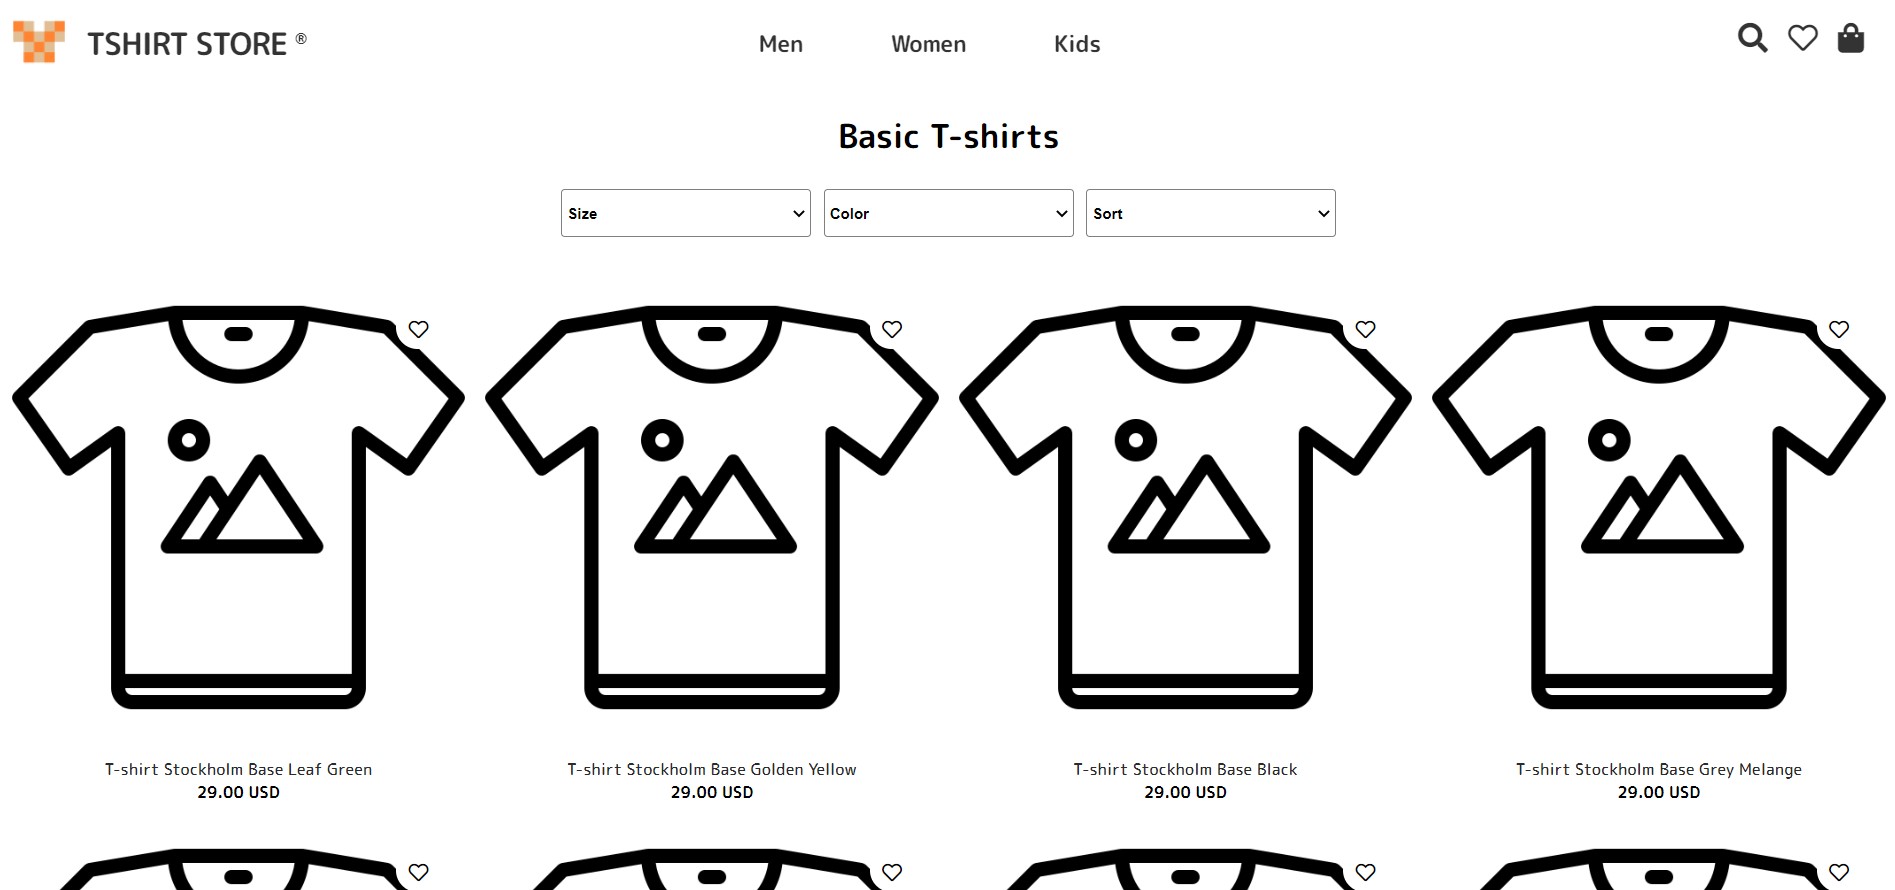 TSHIRT STORE ®
Men Women Kids
Basic T-shirts
Size Color Sort
T-shirt Stockholm Base Leaf Green
29.00 USD
T-shirt Stockholm Base Golden Yellow
29.00 USD
T-shirt Stockholm Base Black
29.00 USD
T-shirt Stockholm Base Grey Melange
29.00 USD